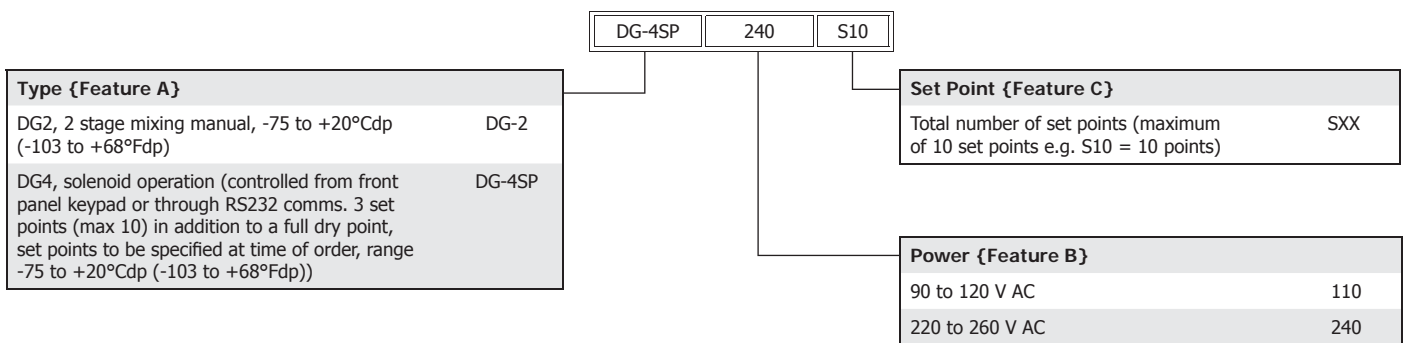 DG-4SP 240 S10
Type {Feature A}
DG2, 2 stage mixing manual, -75 to +20°Cdp DG-2
(-103 to +68°Fdp)
DG4, solenoid operation (controlled from front DG-4SP
panel keypad or through RS232 comms. 3 set
points (max 10) in addition to a full dry point,
set points to be specified at time of order, range
-75 to +20°Cdp (-103 to +68°Fdp))
Set Point {Feature C}
Total number of set points (maximum SXX
of 10 set points e.g. S10 = 10 points)
Power {Feature B}
90 to 120 V AC 110
220 to 260 V AC 240